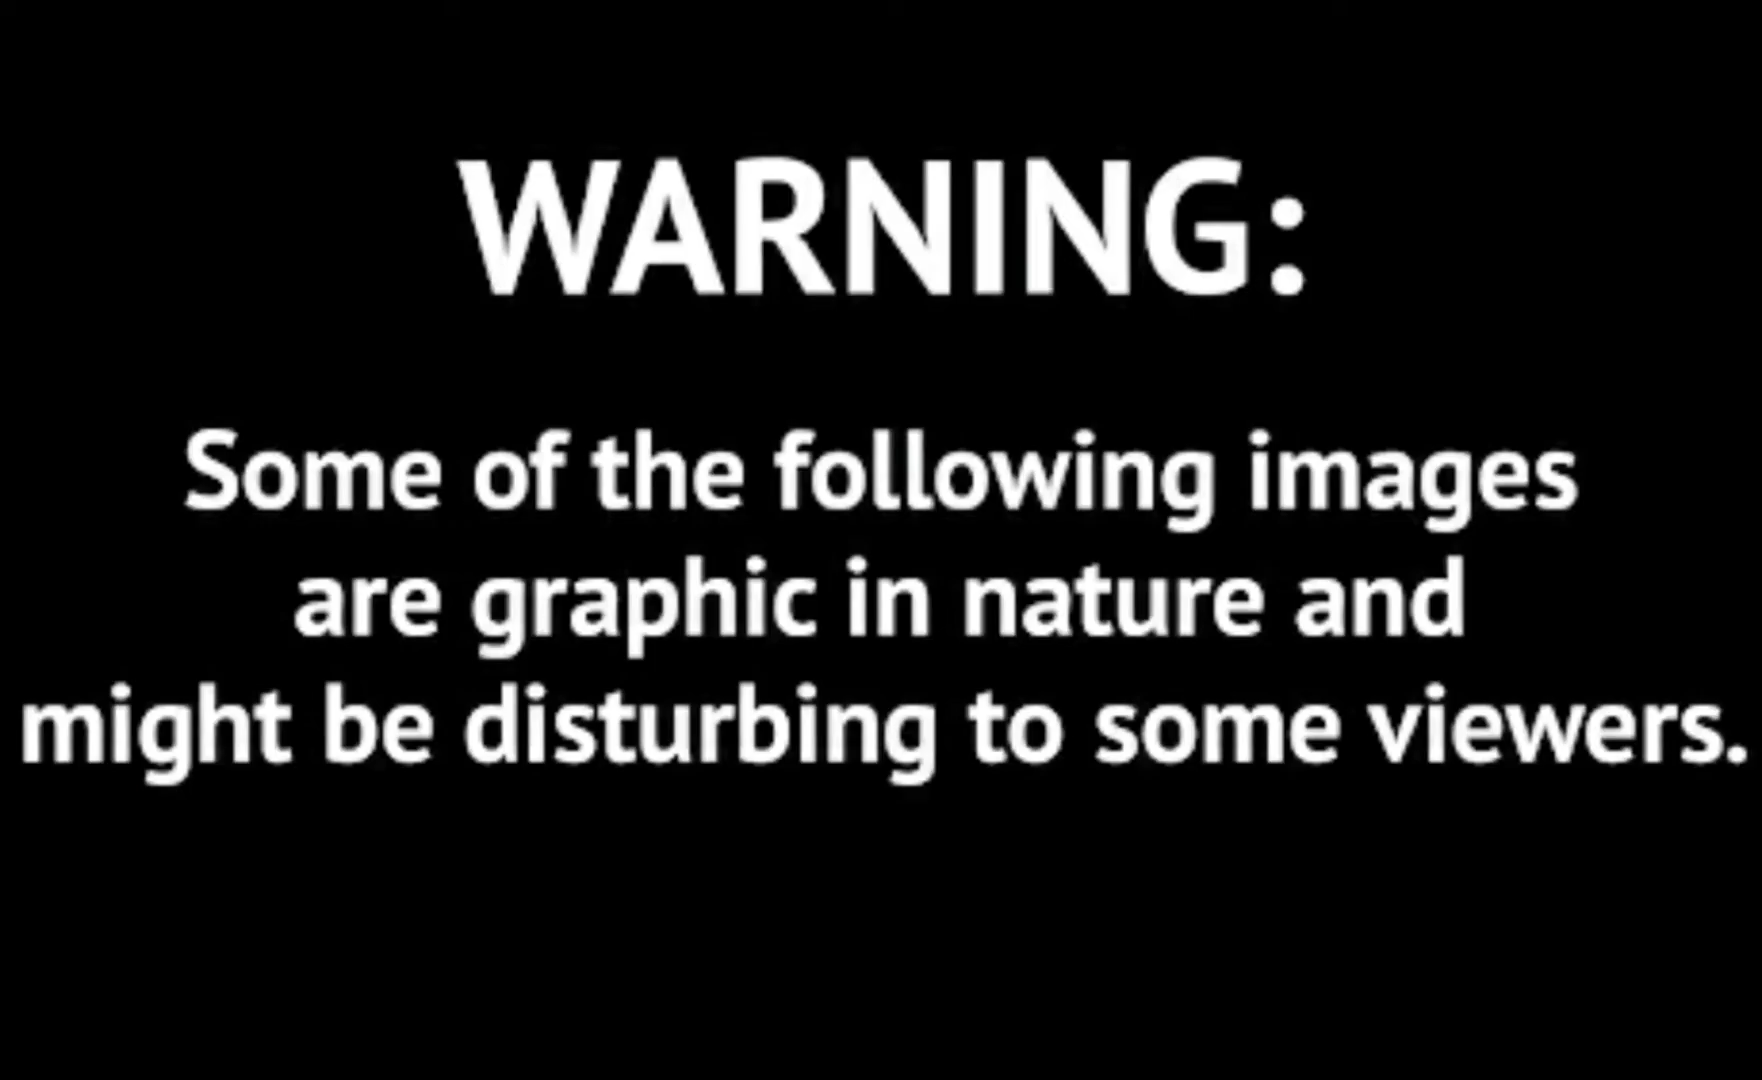 WARNING:
Some of the following images
are graphic in nature and
might be disturbing to some viewers.